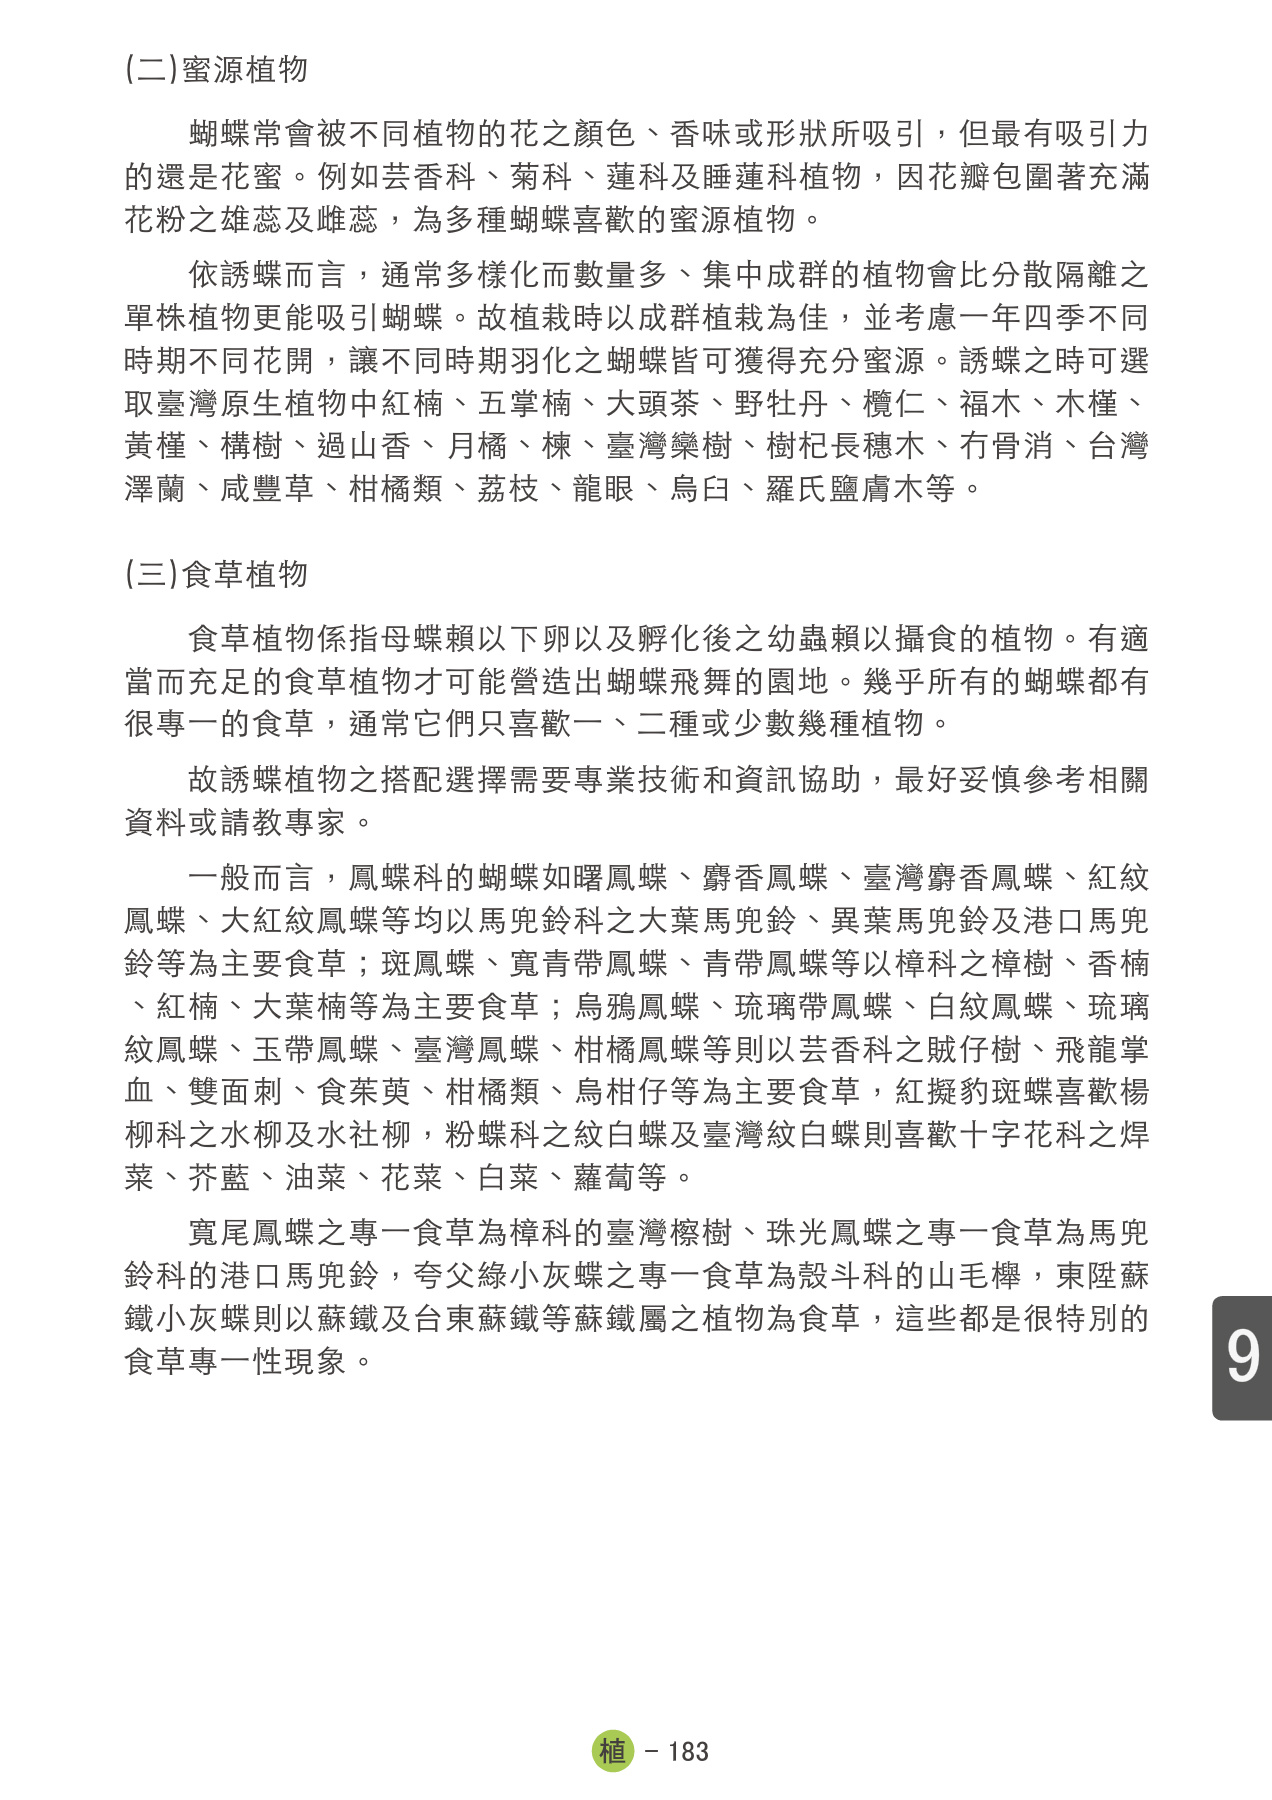 (二)蜜源植物
蝴蝶常會被不同植物的花之顏色、香味或形狀所吸引，但最有吸引力
的還是花蜜。例如芸香科、菊科、蓮科及睡蓮科植物，因花瓣包圍著充滿
花粉之雄蕊及雌蕊，為多種蝴蝶喜歡的蜜源植物。
依誘蝶而言，通常多樣化而數量多、集中成群的植物會比分散隔離之
單株植物更能吸引蝴蝶。故植栽時以成群植栽為佳，並考慮一年四季不同
時期不同花開，讓不同時期羽化之蝴蝶皆可獲得充分蜜源。誘蝶之時可選
取臺灣原生植物中紅楠、五掌楠、大頭茶、野牡丹、欖仁、福木、木槿、
黃槿、構樹、過山香、月橘、楝、臺灣欒樹、樹杞長穗木、冇骨消、台灣
澤蘭、咸豐草、柑橘類、荔枝、龍眼、烏臼、羅氏鹽膚木等。
(三)食草植物
食草植物係指母蝶賴以下卵以及孵化後之幼蟲賴以攝食的植物。有適
當而充足的食草植物才可能營造出蝴蝶飛舞的園地。幾乎所有的蝴蝶都有
很專一的食草，通常它們只喜歡一、二種或少數幾種植物。
故誘蝶植物之搭配選擇需要專業技術和資訊協助，最好妥慎參考相關
資料或請教專家。
一般而言，鳳蝶科的蝴蝶如曙鳳蝶、麝香鳳蝶、臺灣麝香鳳蝶、紅紋
鳳蝶、大紅紋鳳蝶等均以馬兜鈴科之大葉馬兜鈴、異葉馬兜鈴及港口馬兜
鈴等為主要食草；斑鳳蝶、寬青帶鳳蝶、青帶鳳蝶等以樟科之樟樹、香楠
、紅楠、大葉楠等為主要食草；烏鴉鳳蝶、琉璃帶鳳蝶、白紋鳳蝶、琉璃
紋鳳蝶、玉帶鳳蝶、臺灣鳳蝶、柑橘鳳蝶等則以芸香科之賊仔樹、飛龍掌
血、雙面刺、食茱萸、柑橘類、烏柑仔等為主要食草，紅擬豹斑蝶喜歡楊
柳科之水柳及水社柳，粉蝶科之紋白蝶及臺灣紋白蝶則喜歡十字花科之焊
菜、芥藍、油菜、花菜、白菜、蘿蔔等。
寬尾鳳蝶之專一食草為樟科的臺灣檫樹、珠光鳳蝶之專一食草為馬兜
鈴科的港口馬兜鈴，夸父綠小灰蝶之專一食草為殼斗科的山毛櫸，東陞蘇
鐵小灰蝶則以蘇鐵及台東蘇鐵等蘇鐵屬之植物為食草，這些都是很特別的
食草專一性現象。
9
植 - 183